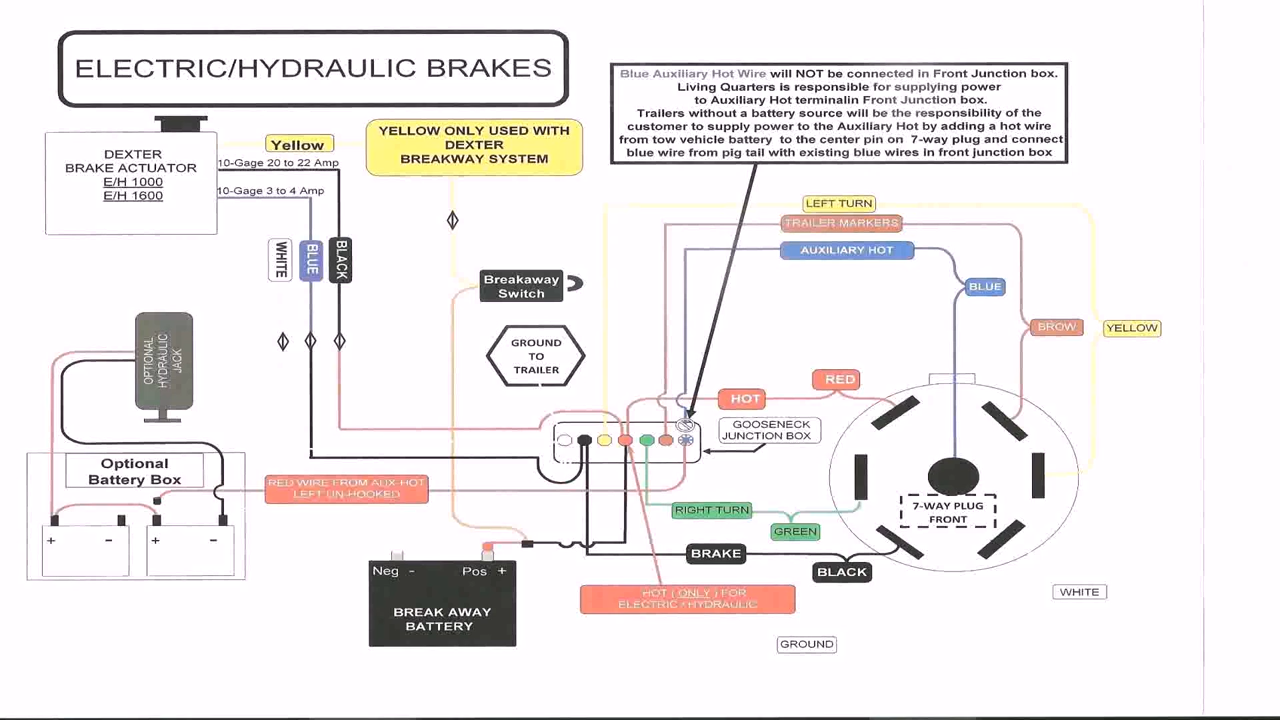 ELECTRIC/HYDRAULIC BRAKES
Blue Auxiliary Hot Wire will NOT be connected in Front Junction box.
Living Quarters is responsible for supplying power
to Auxiliary Hot terminalin Front Junction box.
Trailers without a battery source will be the responsibility of the
customer to supply power to the Auxiliary Hot by adding a hot wire
from tow vehicle battery to the center pin on 7-way plug and connect
blue wire from pig tail with existing blue wires in front junction box
DEXTER
BRAKE ACTUATOR
E/H 1000
E/H 1600
Yellow
10-Gage 20 to 22 Amp
10-Gage 3 to 4 Amp
YELLOW ONLY USED WITH
DEXTER
BREAKWAY SYSTEM
WHITE
BLUE
BLACK
Breakaway
Switch
LEFT TURN
TRAILER MARKERS
AUXILIARY HOT
BLUE
BROW
YELLOW
OPTIONAL
HYDRAULIC
JACK
GROUND
TO
TRAILER
RED
HOT
GOOSENECK
JUNCTION BOX
Optional
Battery Box
RED WIRE FROM AUX-HOT
LEFT UN-HOOKED
+ -
+ -
RIGHT TURN
GREEN
7-WAY PLUG
FRONT
BRAKE
BLACK
Neg - Pos +
BREAK AWAY
BATTERY
HOT ( ONLY ) FOR
ELECTRIC / HYDRAULIC
WHITE
GROUND